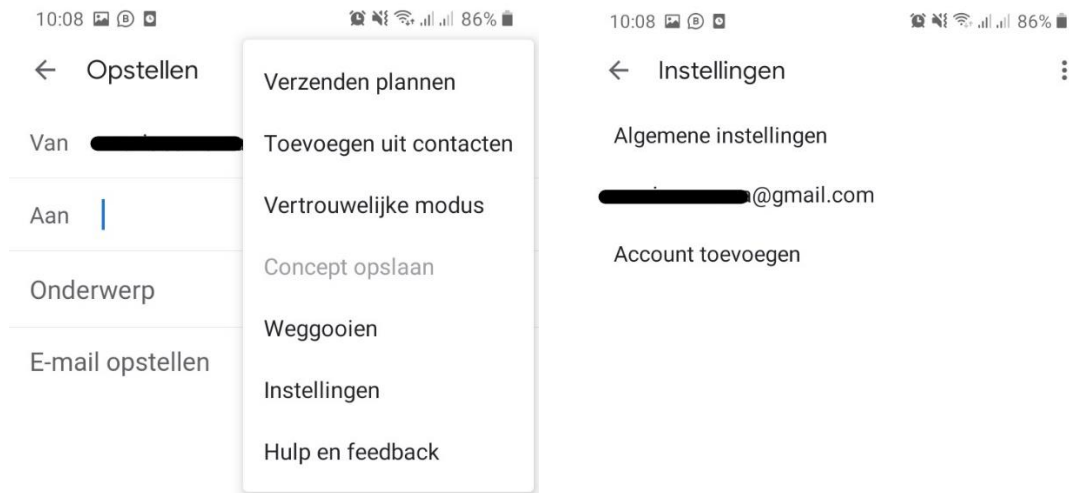 10:08 86%
Opstellen
Van
Aan
Onderwerp
E-mail opstellen
Verzenden plannen
Toevoegen uit contacten
Vertrouwelijke modus
Concept opslaan
Weggooien
Instellingen
Hulp en feedback
10:08 86%
Instellingen
Algemene instellingen
@gmail.com
Account toevoegen